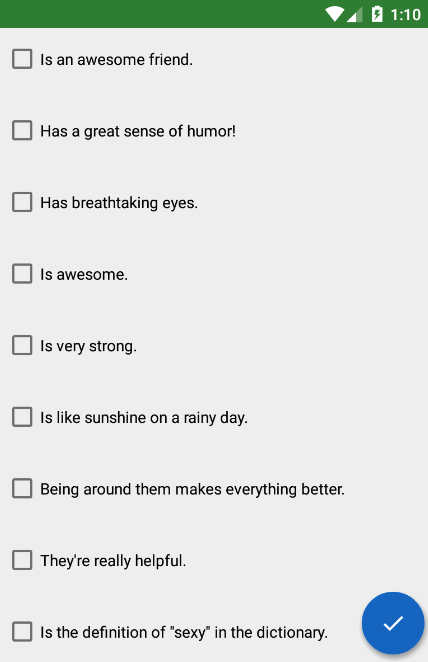 1:10
Is an awesome friend.
Has a great sense of humor!
Has breathtaking eyes.
Is awesome.
Is very strong.
Is like sunshine on a rainy day.
Being around them makes everything better.
They're really helpful.
Is the definition of "sexy" in the dictionary.